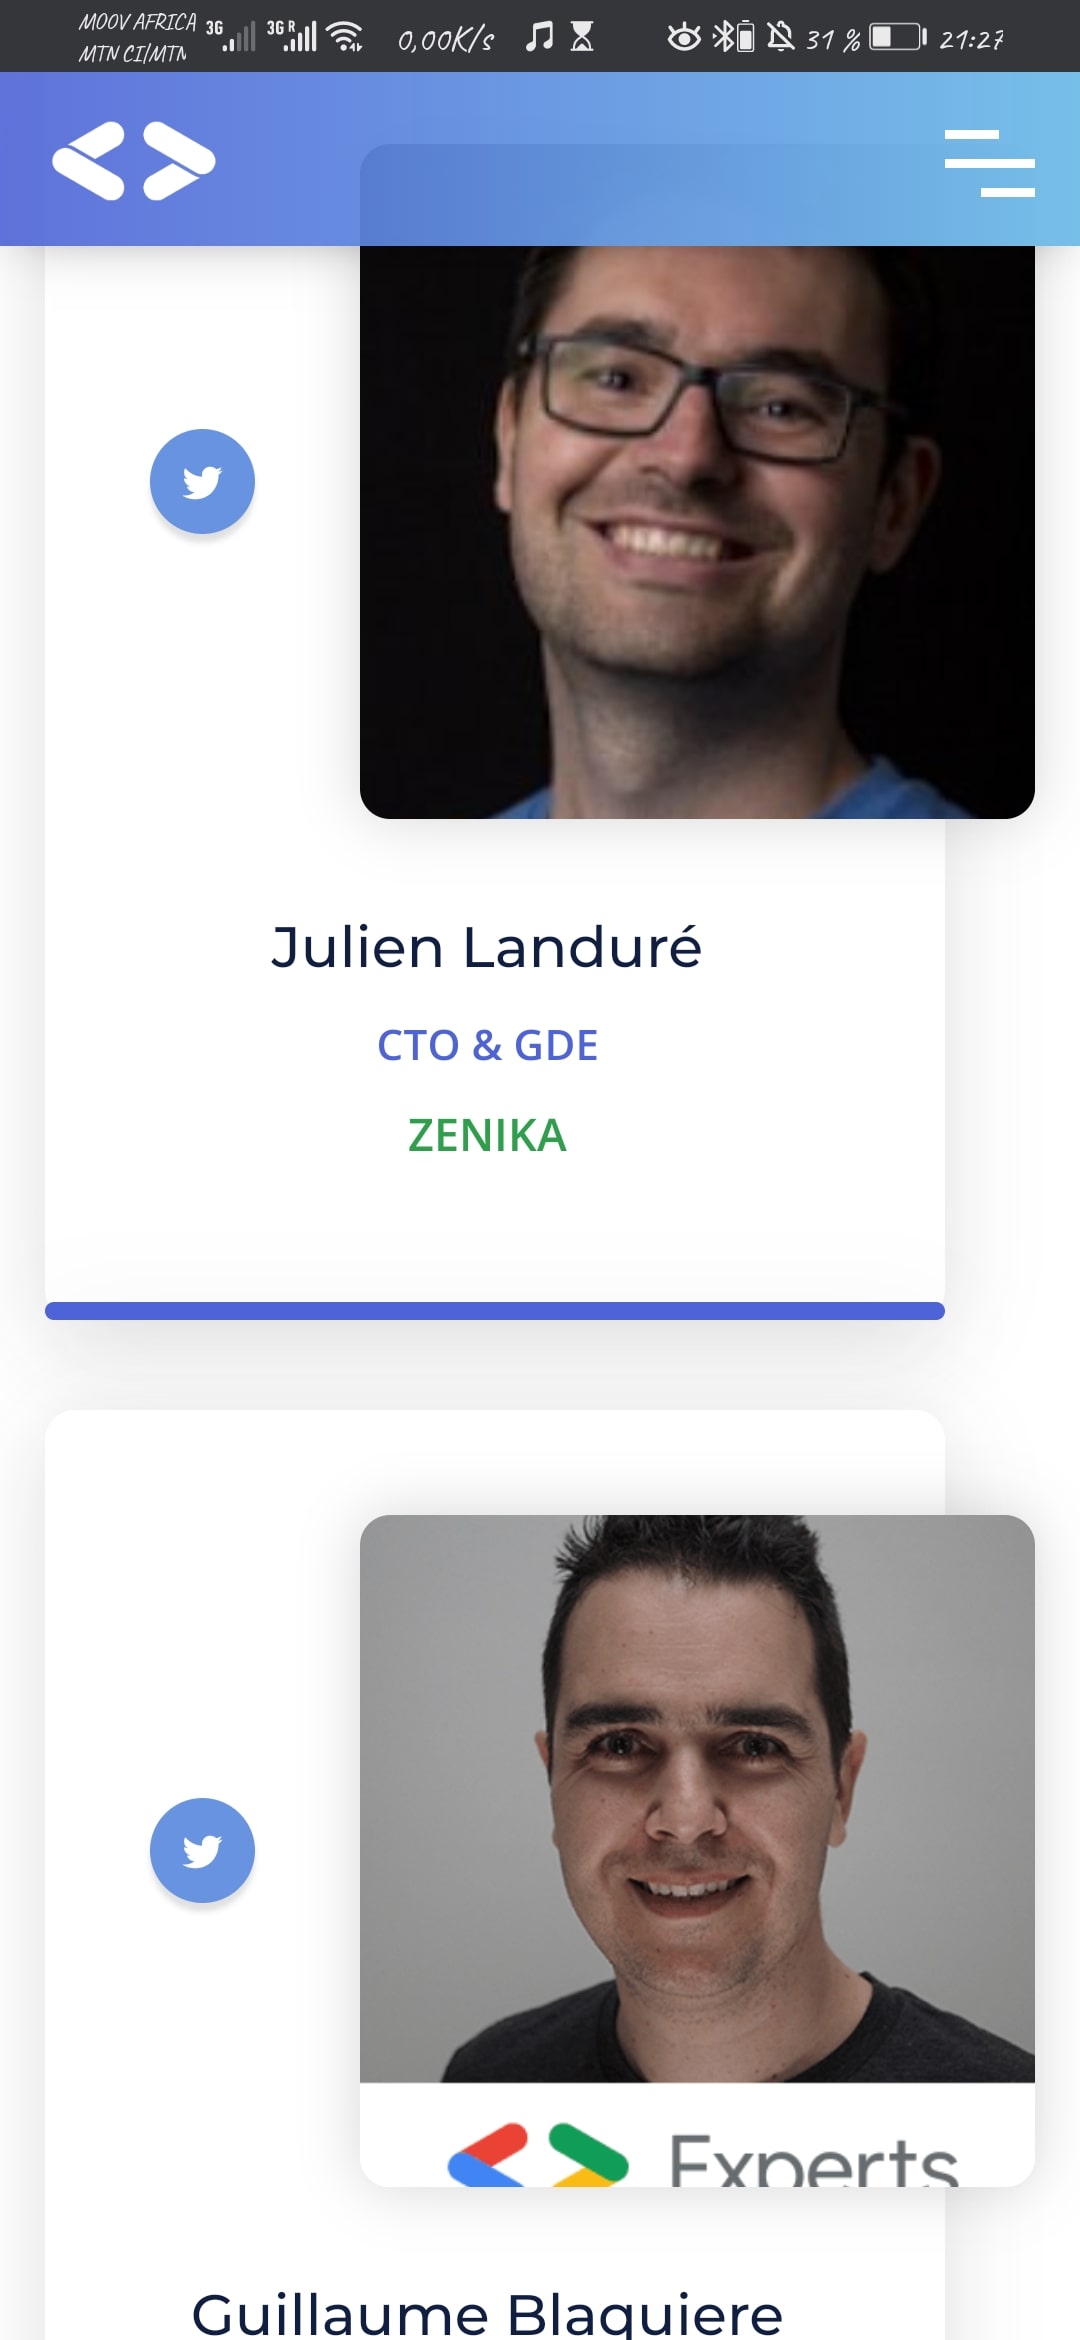 MOOV AFRICA
MTN CI/MTN
3G 3G R 0,00K/s 31 % 21:27
Julien Landuré
CTO & GDE
ZENIKA
Experts
Guillaume Blaquiere